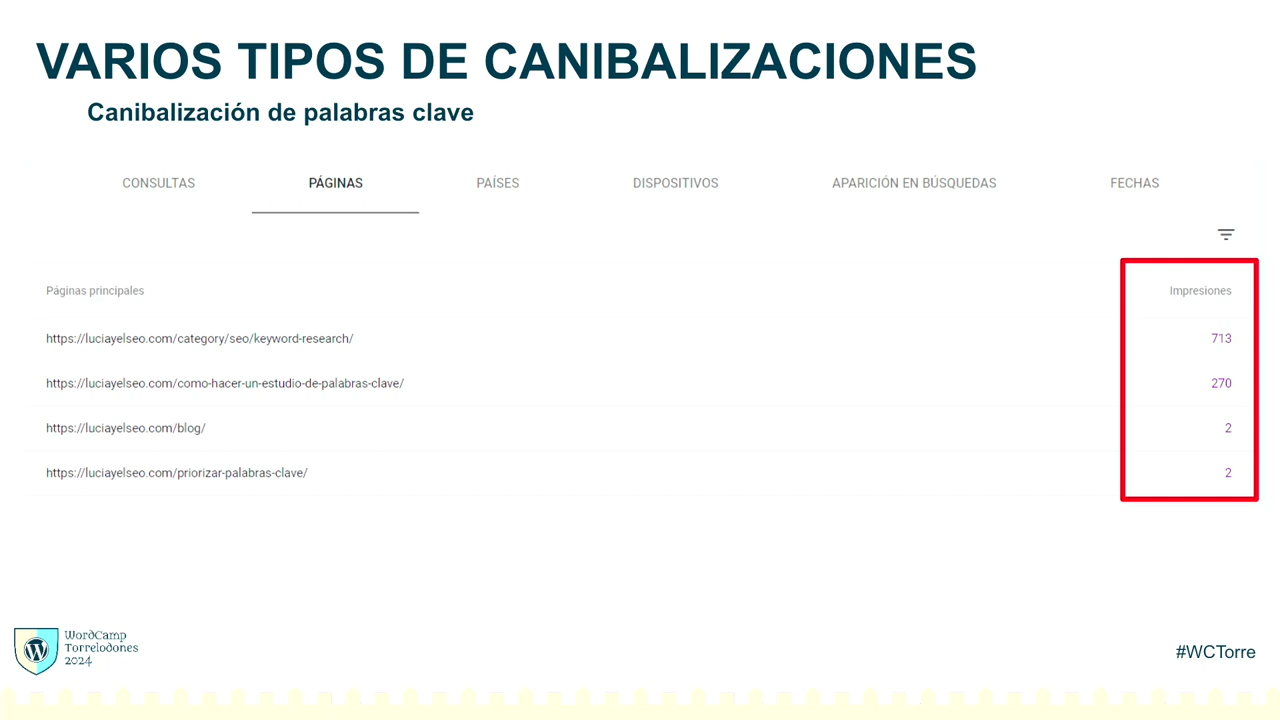 VARIOS TIPOS DE CANIBALIZACIONES
Canibalización de palabras clave
CONSULTAS PÁGINAS PAÍSES DISPOSITIVOS APARICIÓN EN BÚSQUEDAS FECHAS
Páginas principales Impresiones
https://luciayelseo.com/category/seo/keyword-research/ 713
https://luciayelseo.com/como-hacer-un-estudio-de-palabras-clave/ 270
https://luciayelseo.com/blog/ 2
https://luciayelseo.com/priorizar-palabras-clave/ 2
WordCamp
Torrelodones
2024
#WCTorre